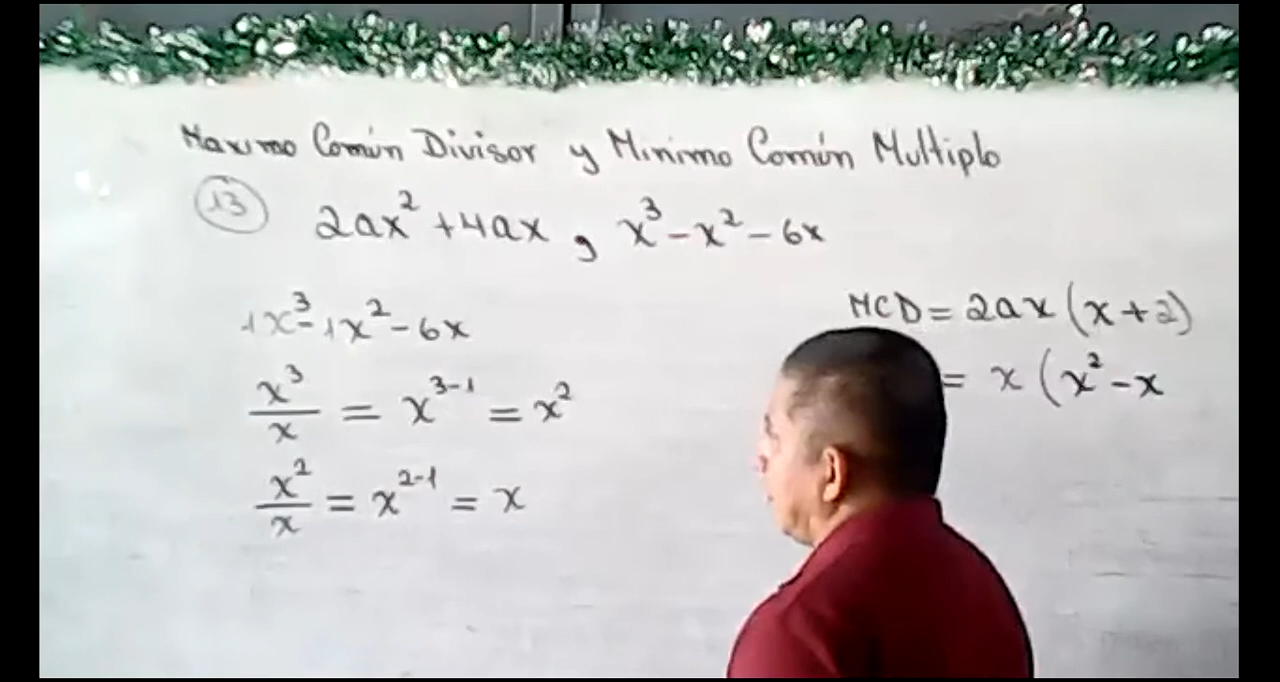 Maximo Común Divisor y Minimo Común Multiplo
13 2ax² + 4ax , x³ - x² - 6x
1x³ - 1x² - 6x
x³/x = x³⁻¹ = x²
x²/x = x²⁻¹ = x
MCD = 2ax (x + 2)
= x (x² - x